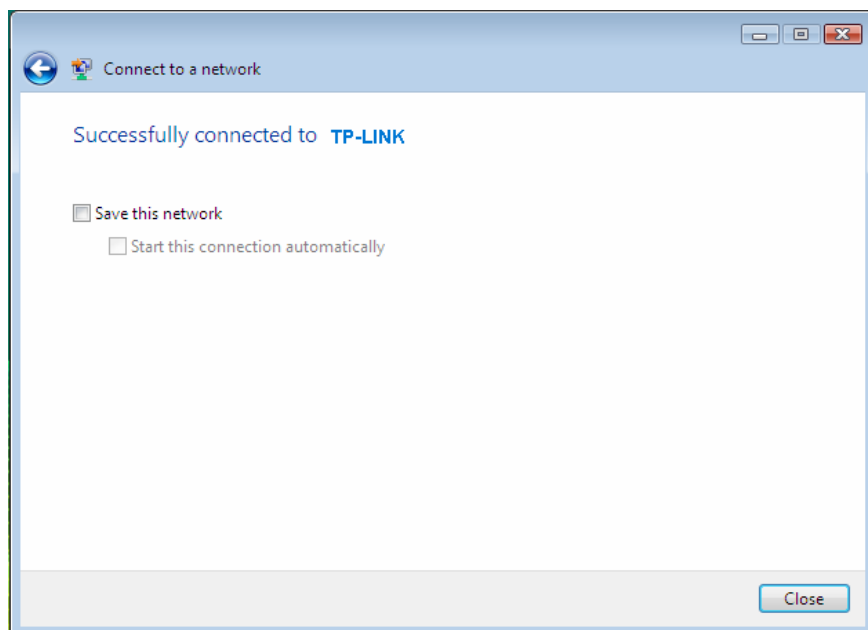 Connect to a network
Successfully connected to TP-LINK
Save this network
Start this connection automatically
Close